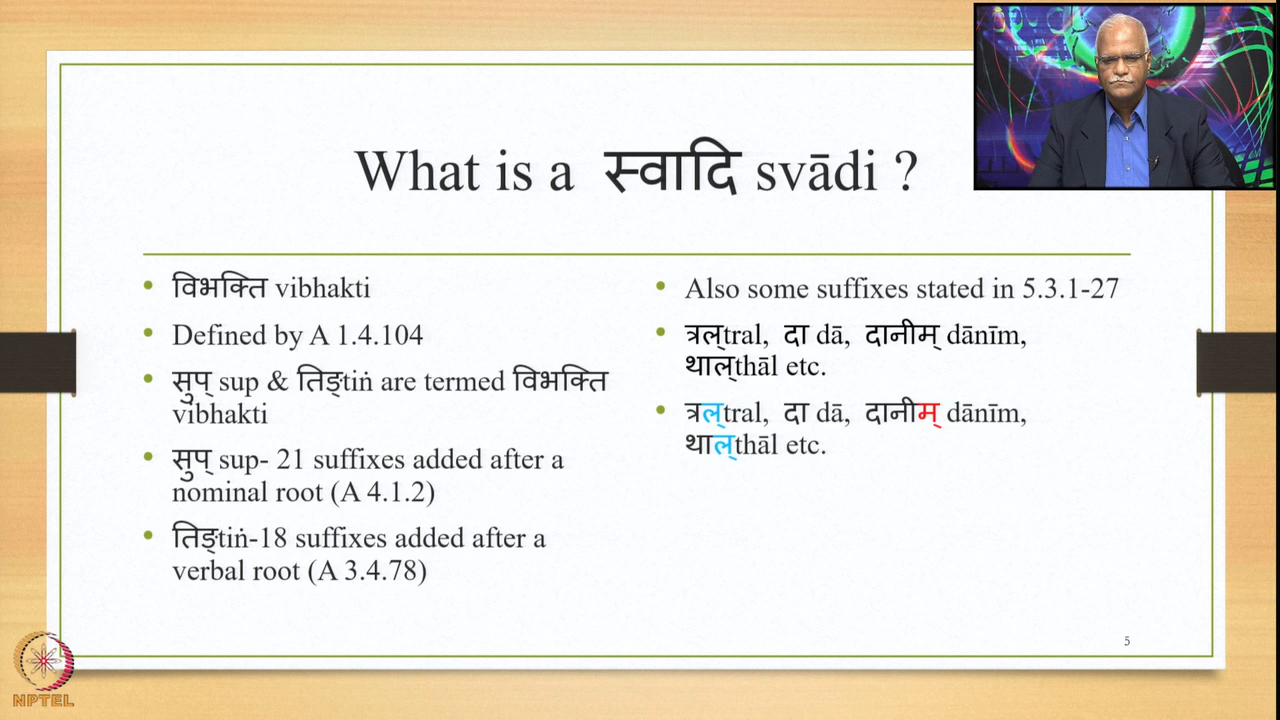 What is a स्वादि svādi ?
• विभक्ति vibhakti
• Defined by A 1.4.104
• सुप् sup & तिङ्tiṅ are termed विभक्ति
vibhakti
• सुप् sup- 21 suffixes added after a
nominal root (A 4.1.2)
• तिङ्tiṅ-18 suffixes added after a
verbal root (A 3.4.78)
• Also some suffixes stated in 5.3.1-27
• त्रल्tral, दा dā, दानीम् dānīm,
थाल्thāl etc.
• त्रल्tral, दा dā, दानीम् dānīm,
थाल्thāl etc.
5
NPTEL